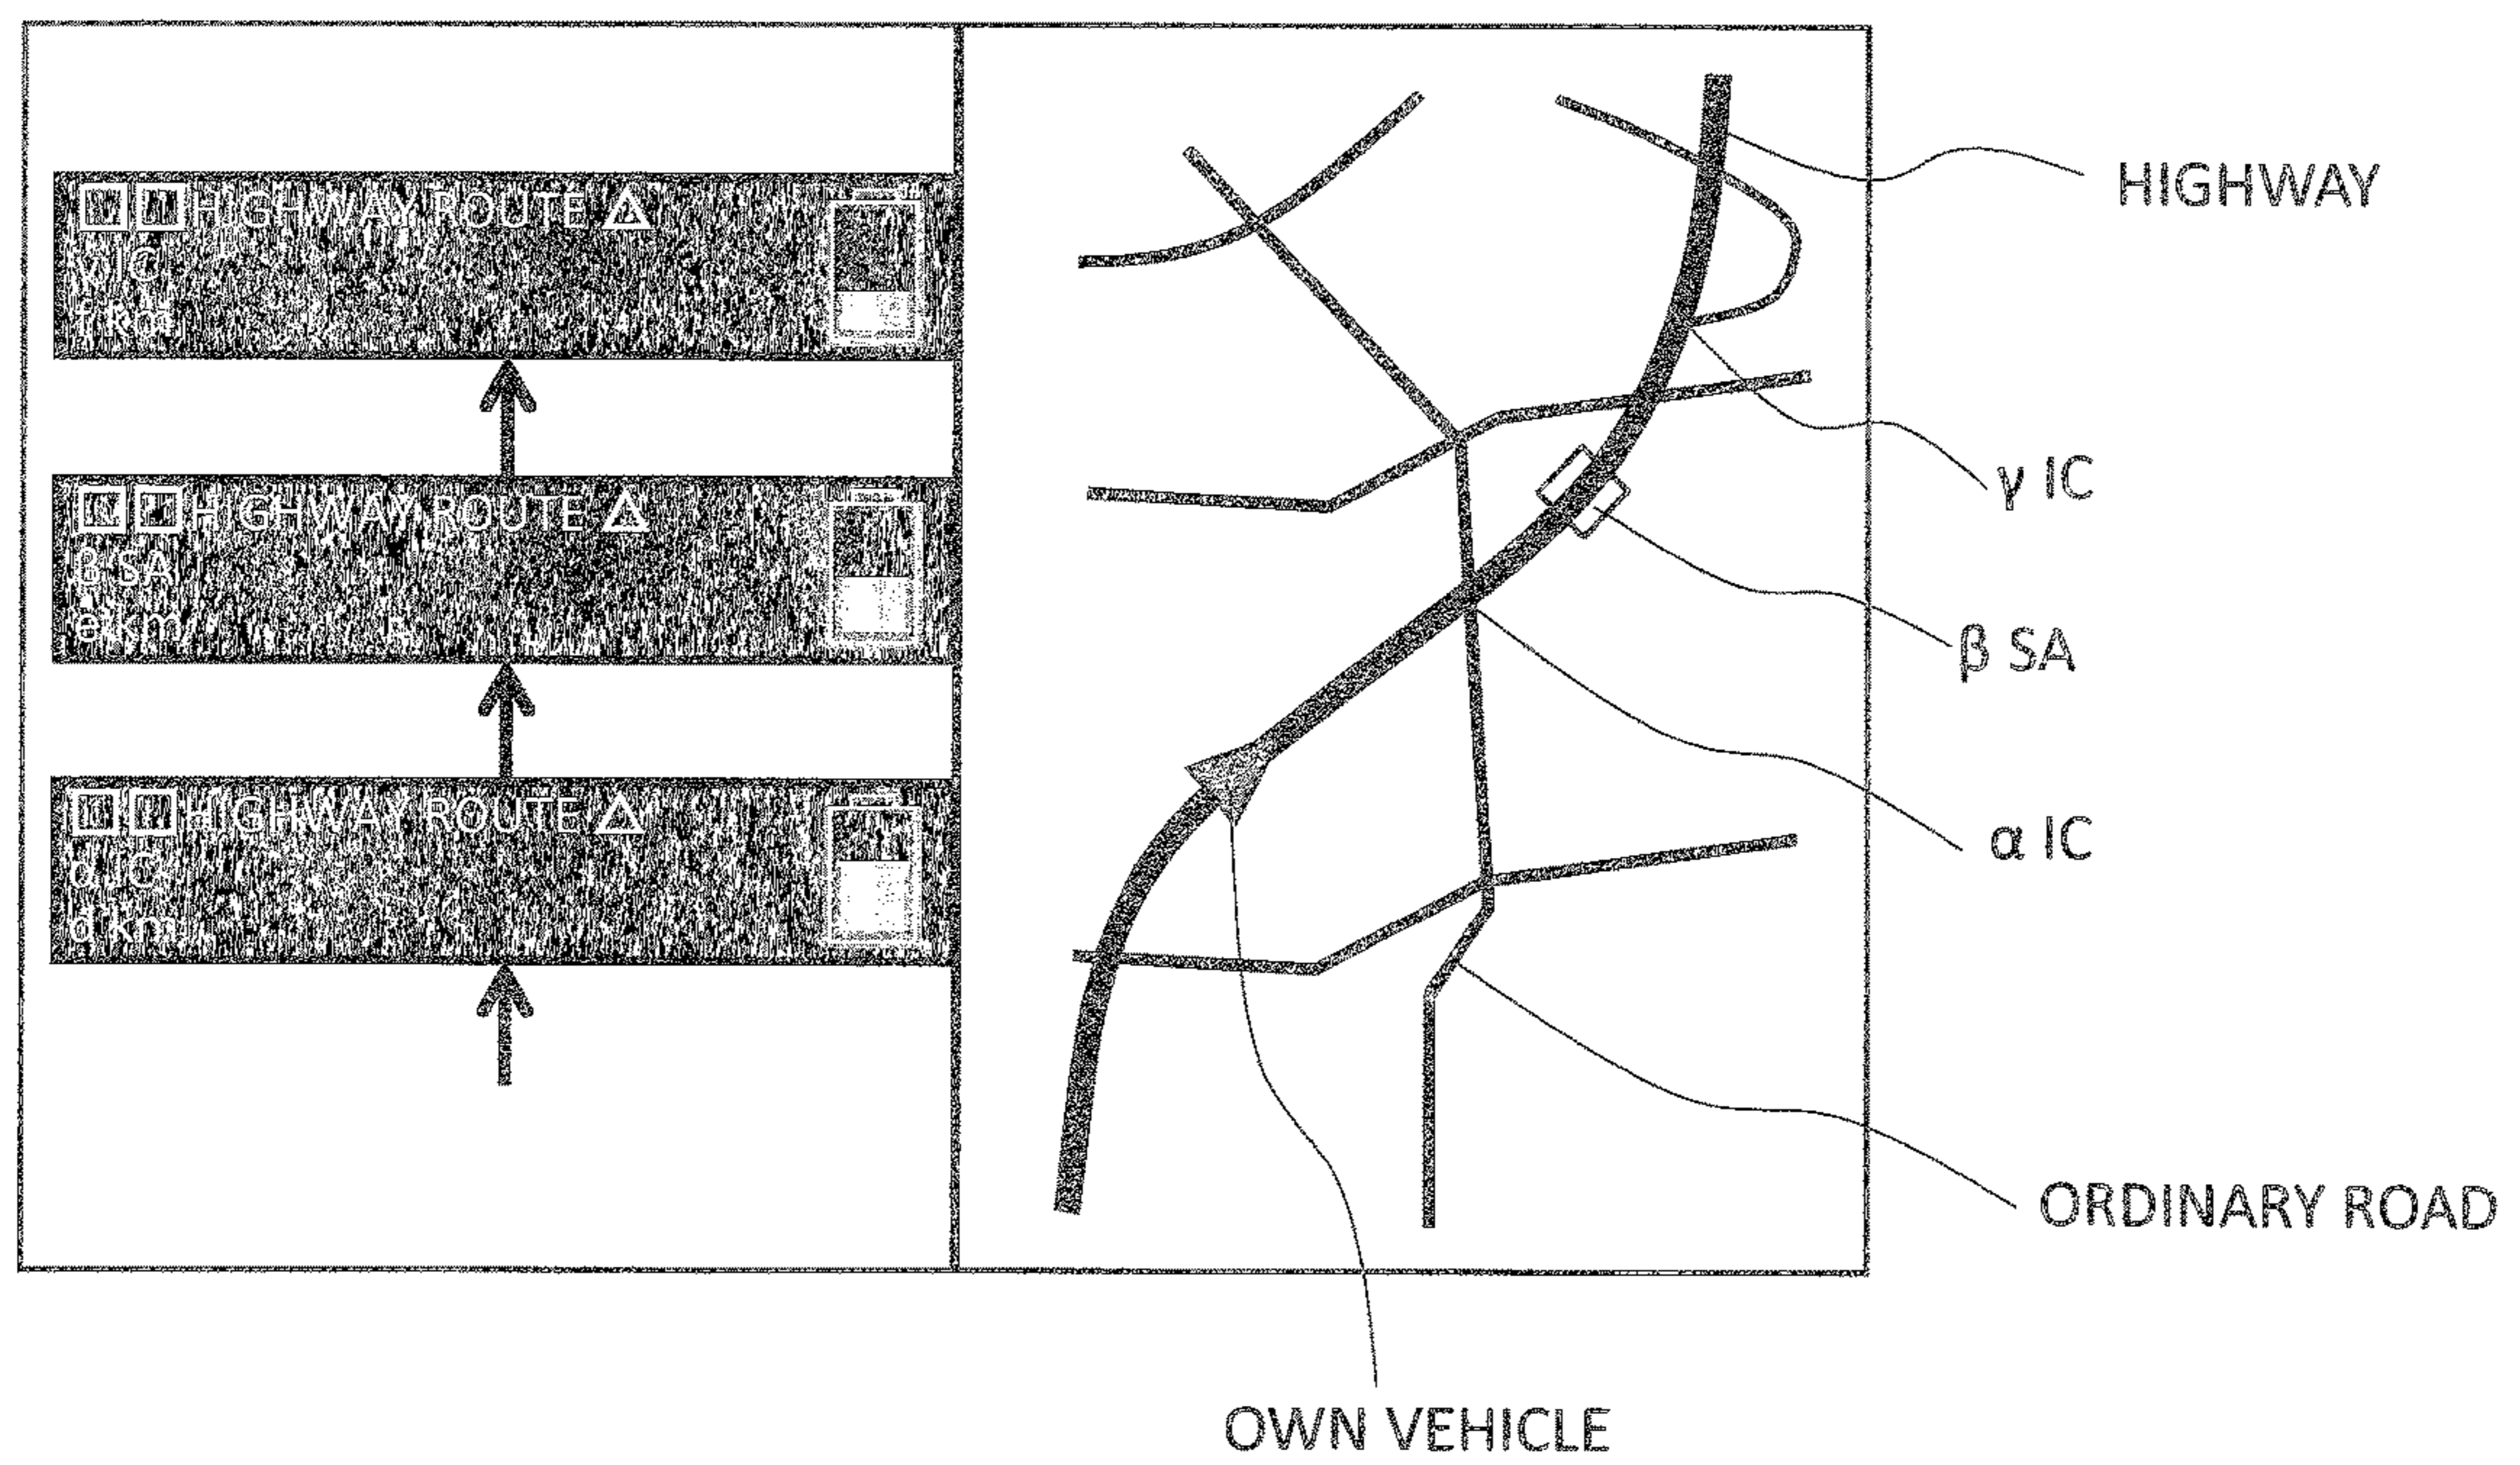 □□HIGHWAY ROUTE △
γ IC
f km
□□HIGHWAY ROUTE △
β SA
e km
□□HIGHWAY ROUTE △
α IC
d km
HIGHWAY
γ IC
β SA
α IC
ORDINARY ROAD
OWN VEHICLE